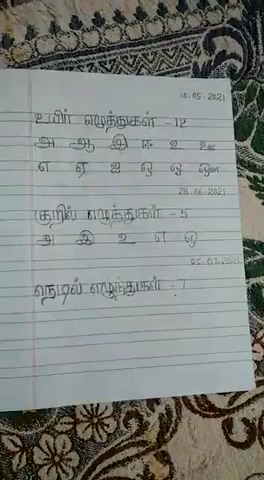 10.05.2021
உயிர் எழுத்துகள் - 12
அ ஆ இ ஈ உ ஊ
எ ஏ ஐ ஒ ஓ ஔ
28.06.2021
குறில் எழுத்துகள் - 5
அ இ உ எ ஒ
நெடில் எழுத்துகள் - 7